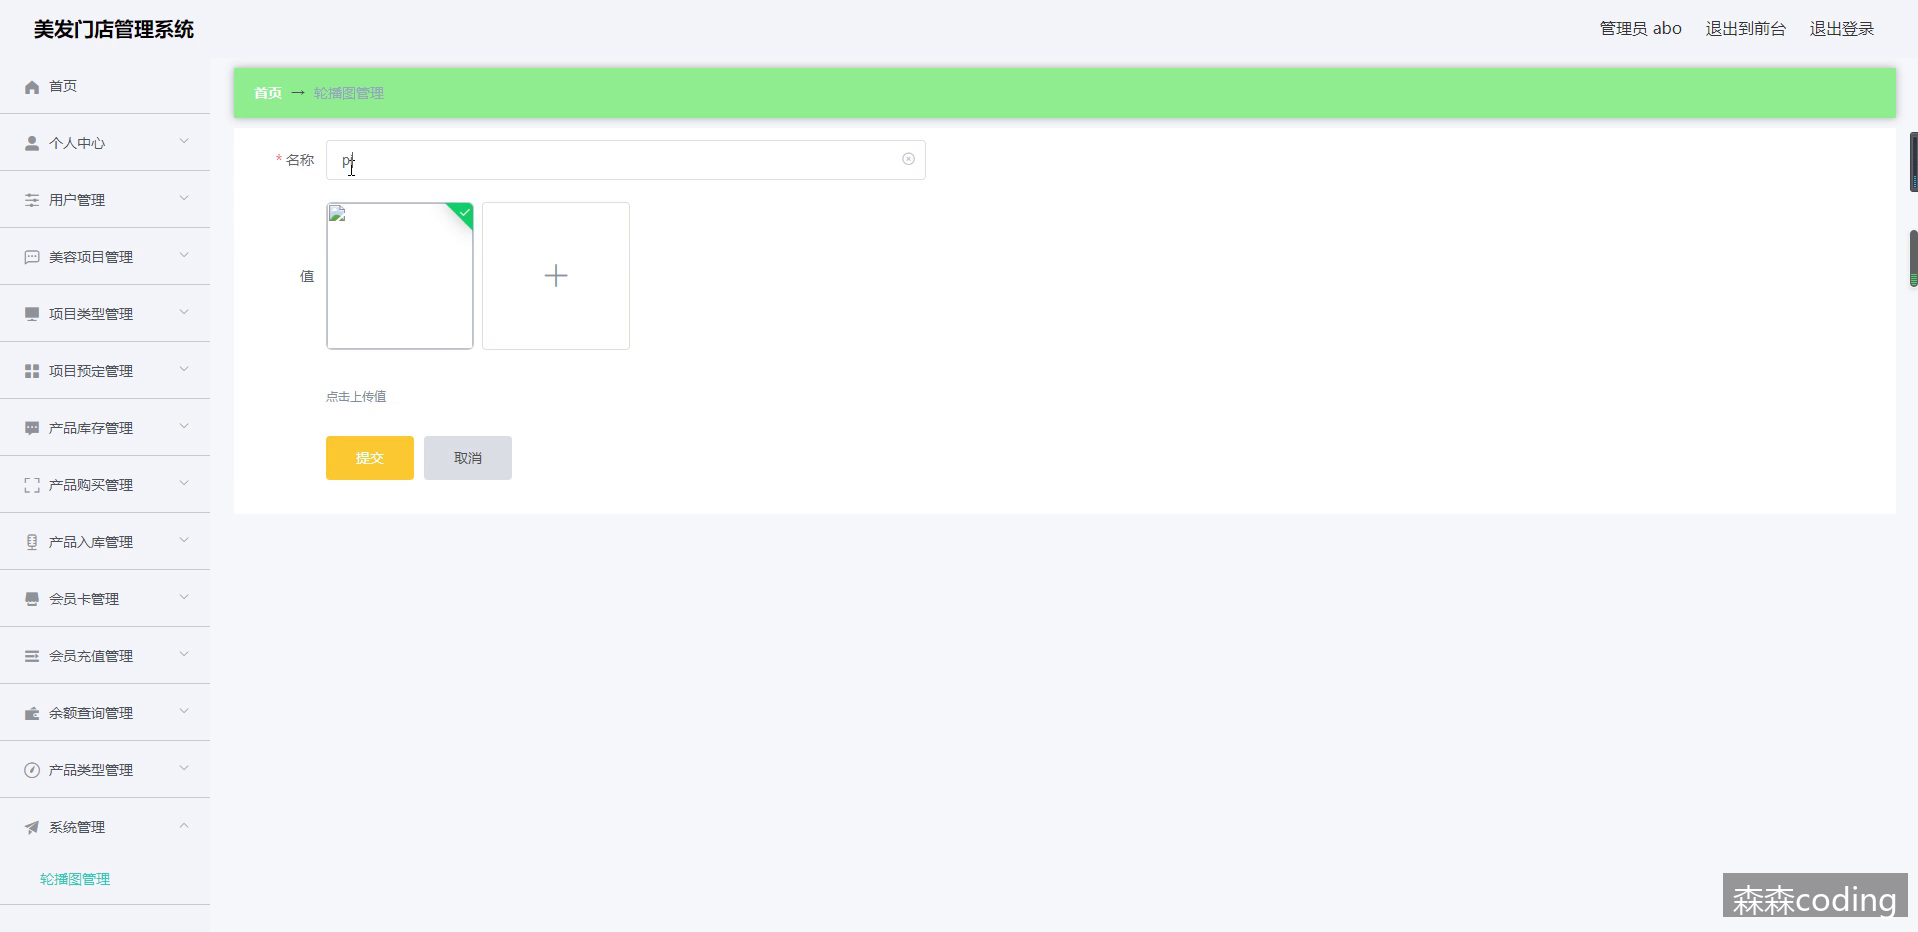 美发门店管理系统
管理员 abo 退出到前台 退出登录
首页
个人中心
用户管理
美容项目管理
项目类型管理
项目预定管理
产品库存管理
产品购买管理
产品入库管理
会员卡管理
会员充值管理
余额查询管理
产品类型管理
系统管理
轮播图管理
首页 → 轮播图管理
* 名称
值
点击上传值
提交 取消
森森coding